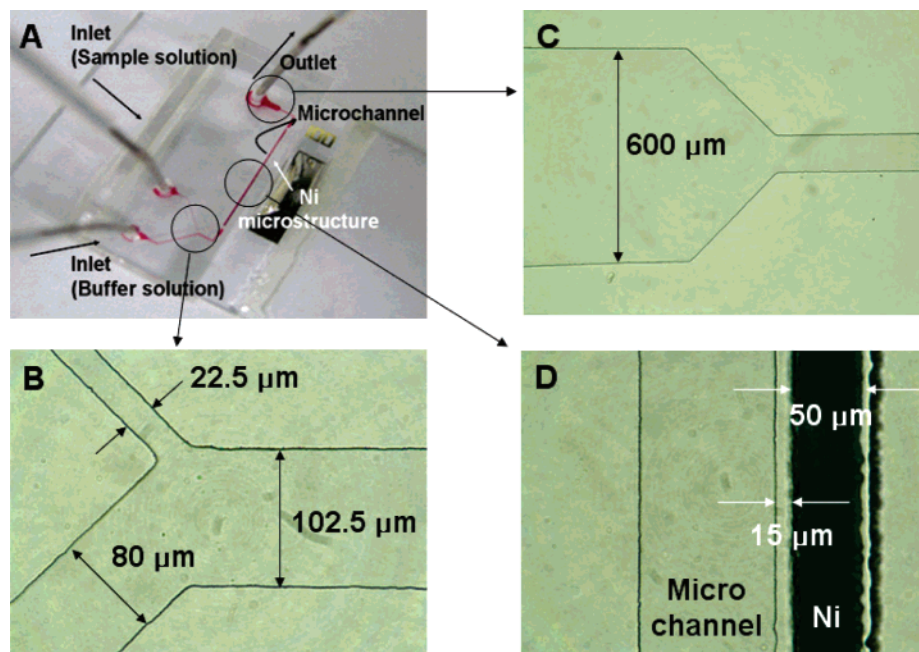 A
Inlet
(Sample solution)
Outlet
Microchannel
Ni
microstructure
Inlet
(Buffer solution)
C
600 μm
B
22.5 μm
102.5 μm
80 μm
D
50 μm
15 μm
Micro
channel
Ni